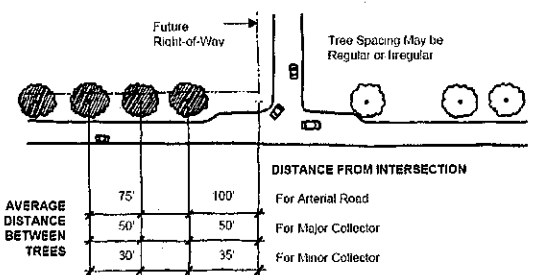 Future
Right-of-Way
Tree Spacing May be
Regular or Irregular
DISTANCE FROM INTERSECTION
AVERAGE
DISTANCE
BETWEEN
TREES
75' 100' For Arterial Road
50' 50' For Major Collector
30' 35' For Minor Collector